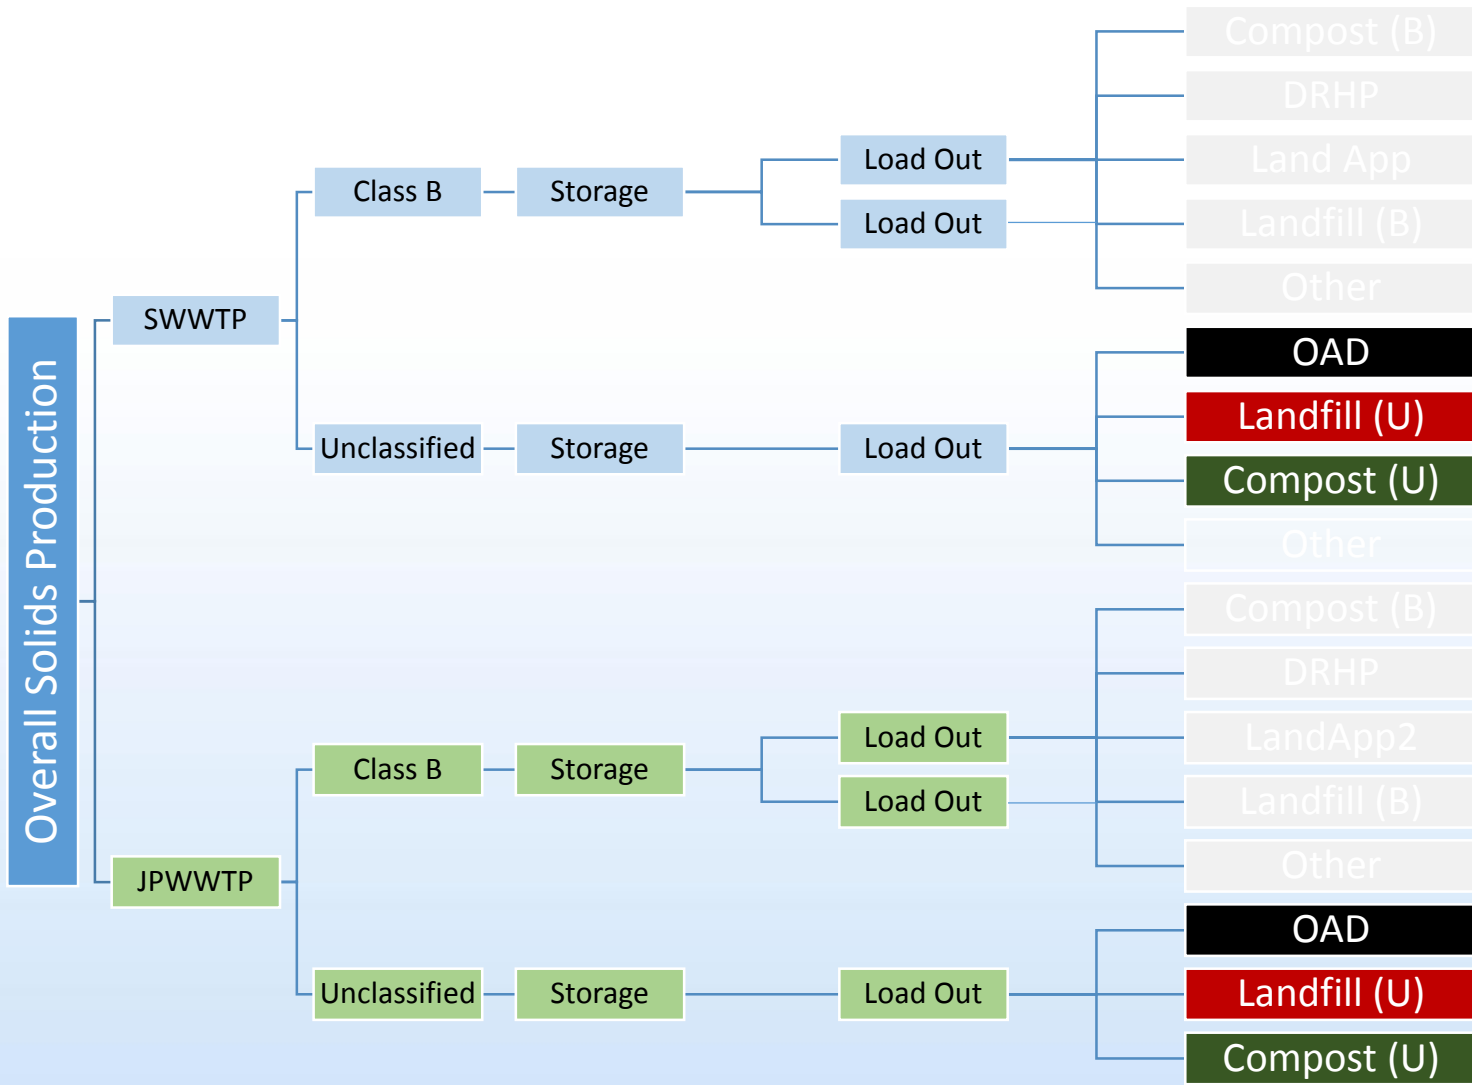 Overall Solids Production
SWWTP
Class B
Storage
Load Out
Load Out
Compost (B)
DRHP
Land App
Landfill (B)
Other
Unclassified
Storage
Load Out
OAD
Landfill (U)
Compost (U)
Other
JPWWTP
Class B
Storage
Load Out
Load Out
Compost (B)
DRHP
LandApp2
Landfill (B)
Other
Unclassified
Storage
Load Out
OAD
Landfill (U)
Compost (U)